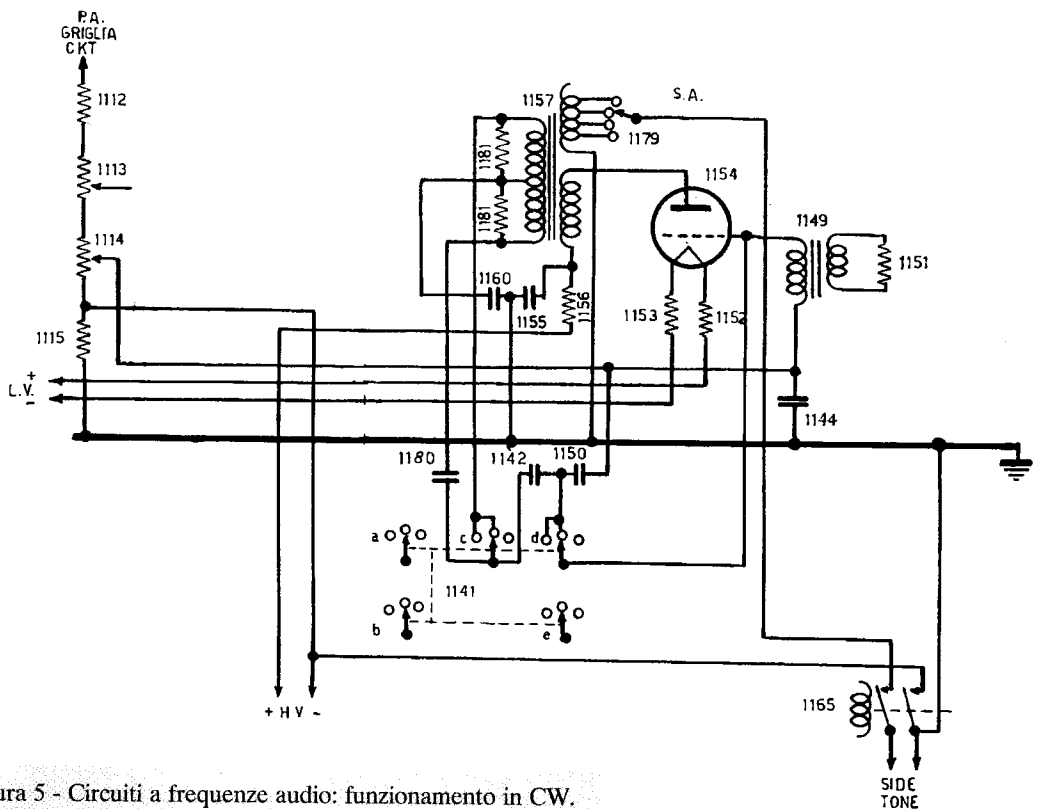 P.A.
GRIGLIA
CKT
1112
1113
1114
1115
L.V.
+
-
1157
S.A.
1179
1181
1181
1154
1149
1151
1160
1155
1156
1153
1152
1144
1180
1142
1150
a
c
d
1141
b
e
+ H V -
1165
SIDE
TONE
ura 5 - Circuiti a frequenze audio: funzionamento in CW.